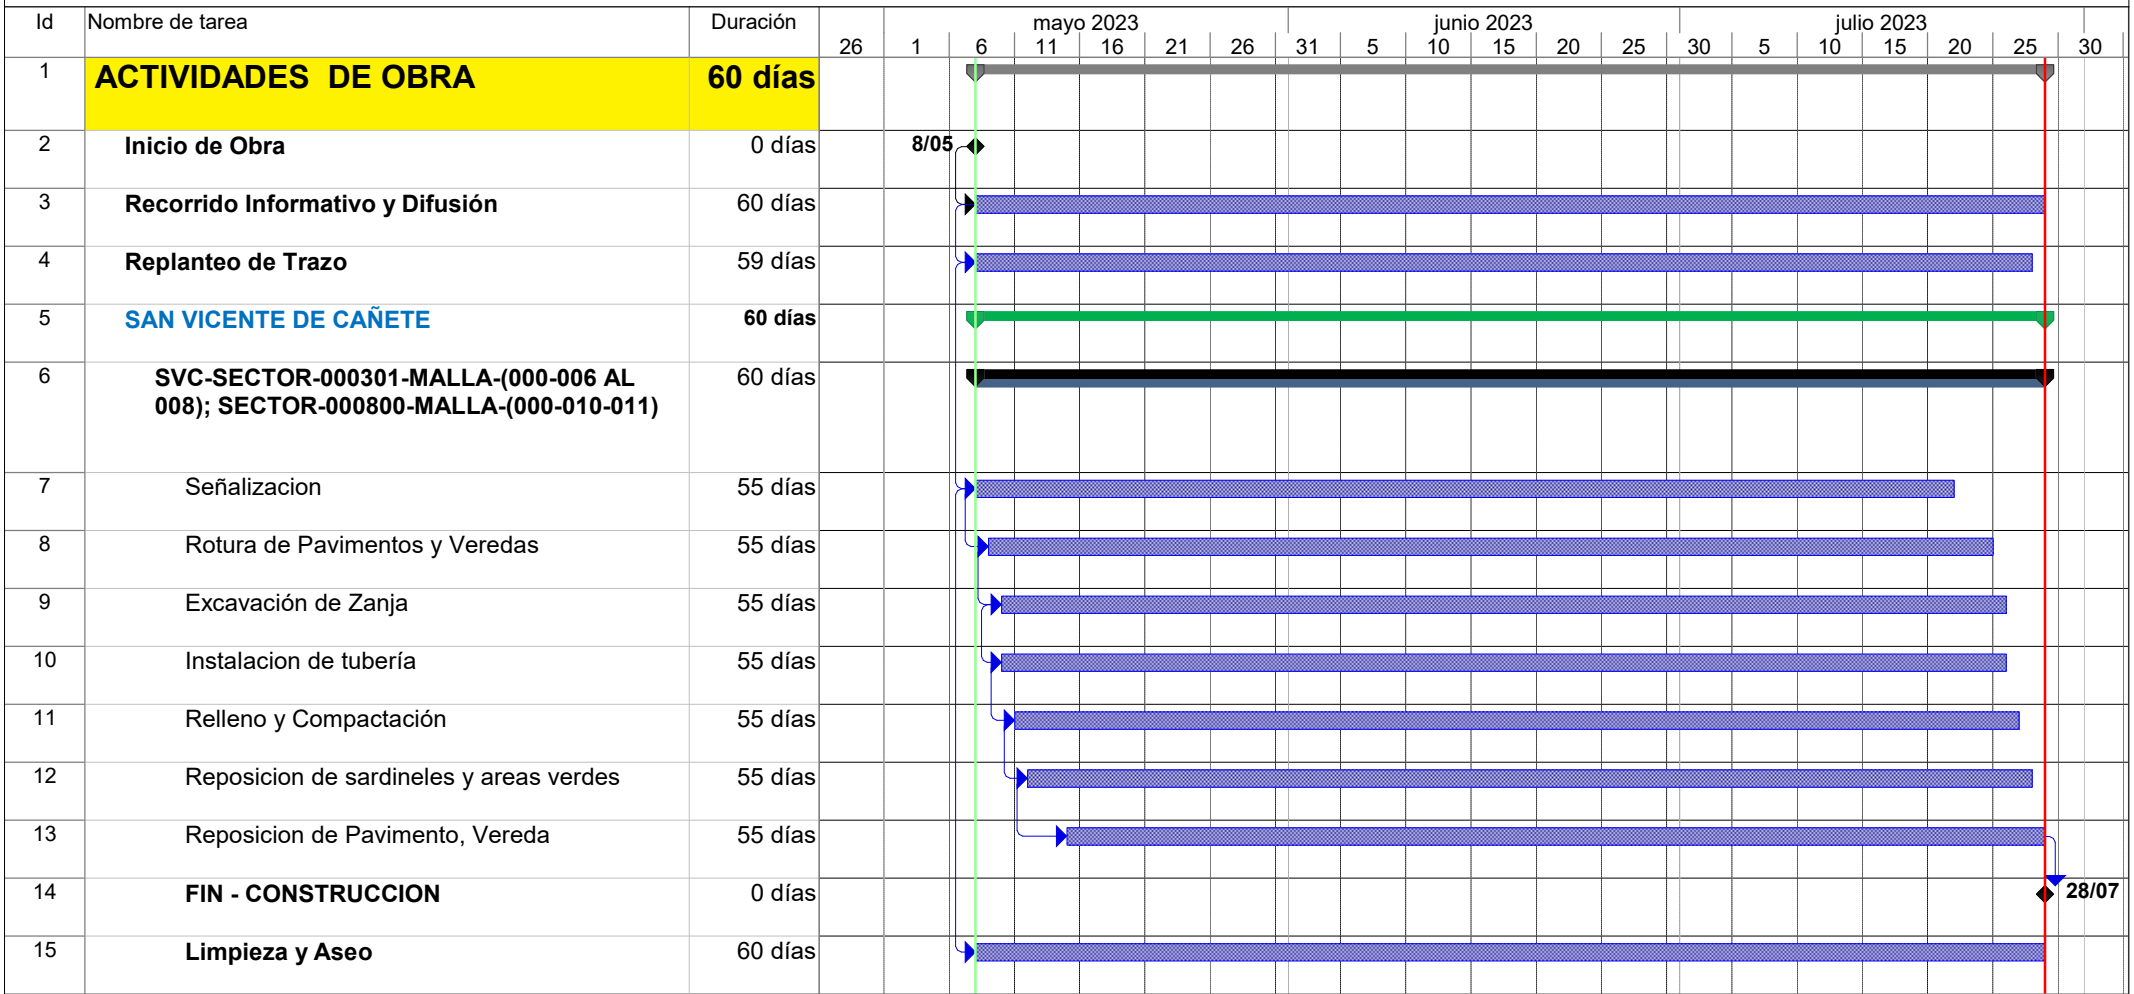 Id Nombre de tarea Duración mayo 2023 junio 2023 julio 2023
26 1 6 11 16 21 26 31 5 10 15 20 25 30 5 10 15 20 25 30
1 ACTIVIDADES DE OBRA 60 días
2 Inicio de Obra 0 días 8/05
3 Recorrido Informativo y Difusión 60 días
4 Replanteo de Trazo 59 días
5 SAN VICENTE DE CAÑETE 60 días
6 SVC-SECTOR-000301-MALLA-(000-006 AL 60 días
008); SECTOR-000800-MALLA-(000-010-011)
7 Señalizacion 55 días
8 Rotura de Pavimentos y Veredas 55 días
9 Excavación de Zanja 55 días
10 Instalacion de tubería 55 días
11 Relleno y Compactación 55 días
12 Reposicion de sardineles y areas verdes 55 días
13 Reposicion de Pavimento, Vereda 55 días
14 FIN - CONSTRUCCION 0 días 28/07
15 Limpieza y Aseo 60 días